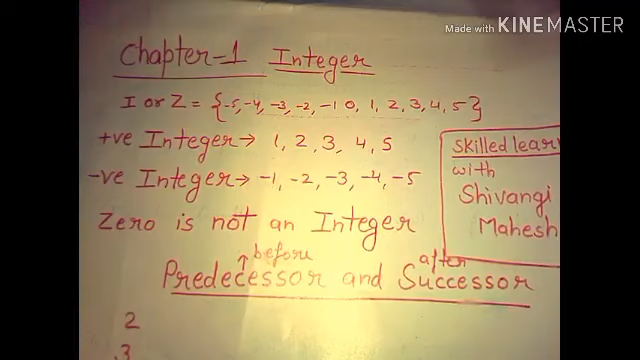 Made with KINEMASTER
Chapter-1 Integer
I or Z = {-5, -4, -3, -2, -1 0, 1, 2, 3, 4, 5}
+ve Integer→ 1, 2, 3, 4, 5
-ve Integer→ -1, -2, -3, -4, -5
Zero is not an Integer
skilled lear
with
Shivangi
Mahesh
↑before after
Predecessor and Successor
2
3